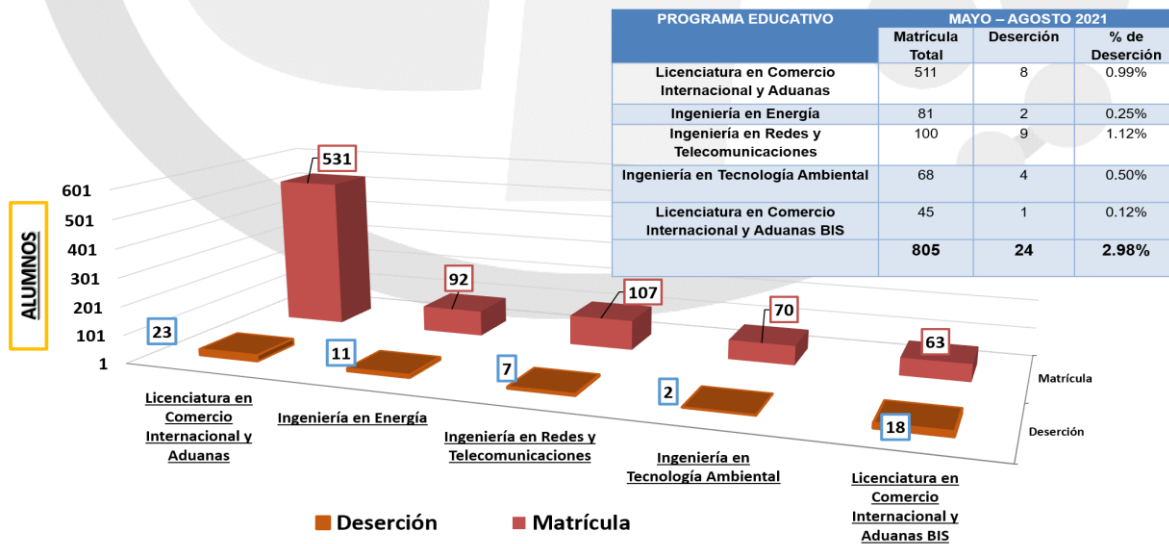 PROGRAMA EDUCATIVO
MAYO – AGOSTO 2021
Matrícula Total
Deserción
% de Deserción
Licenciatura en Comercio Internacional y Aduanas
511
8
0.99%
Ingeniería en Energía
81
2
0.25%
Ingeniería en Redes y Telecomunicaciones
100
9
1.12%
Ingeniería en Tecnología Ambiental
68
4
0.50%
Licenciatura en Comercio Internacional y Aduanas BIS
45
1
0.12%
805
24
2.98%
ALUMNOS
601
501
401
301
201
101
1
531
92
107
70
63
23
11
7
2
18
Matrícula
Deserción
Licenciatura en
Comercio
Internacional y
Aduanas
Ingeniería en Energía
Ingeniería en Redes y
Telecomunicaciones
Ingeniería en
Tecnología Ambiental
Licenciatura en
Comercio
Internacional y
Aduanas BIS
Deserción
Matrícula